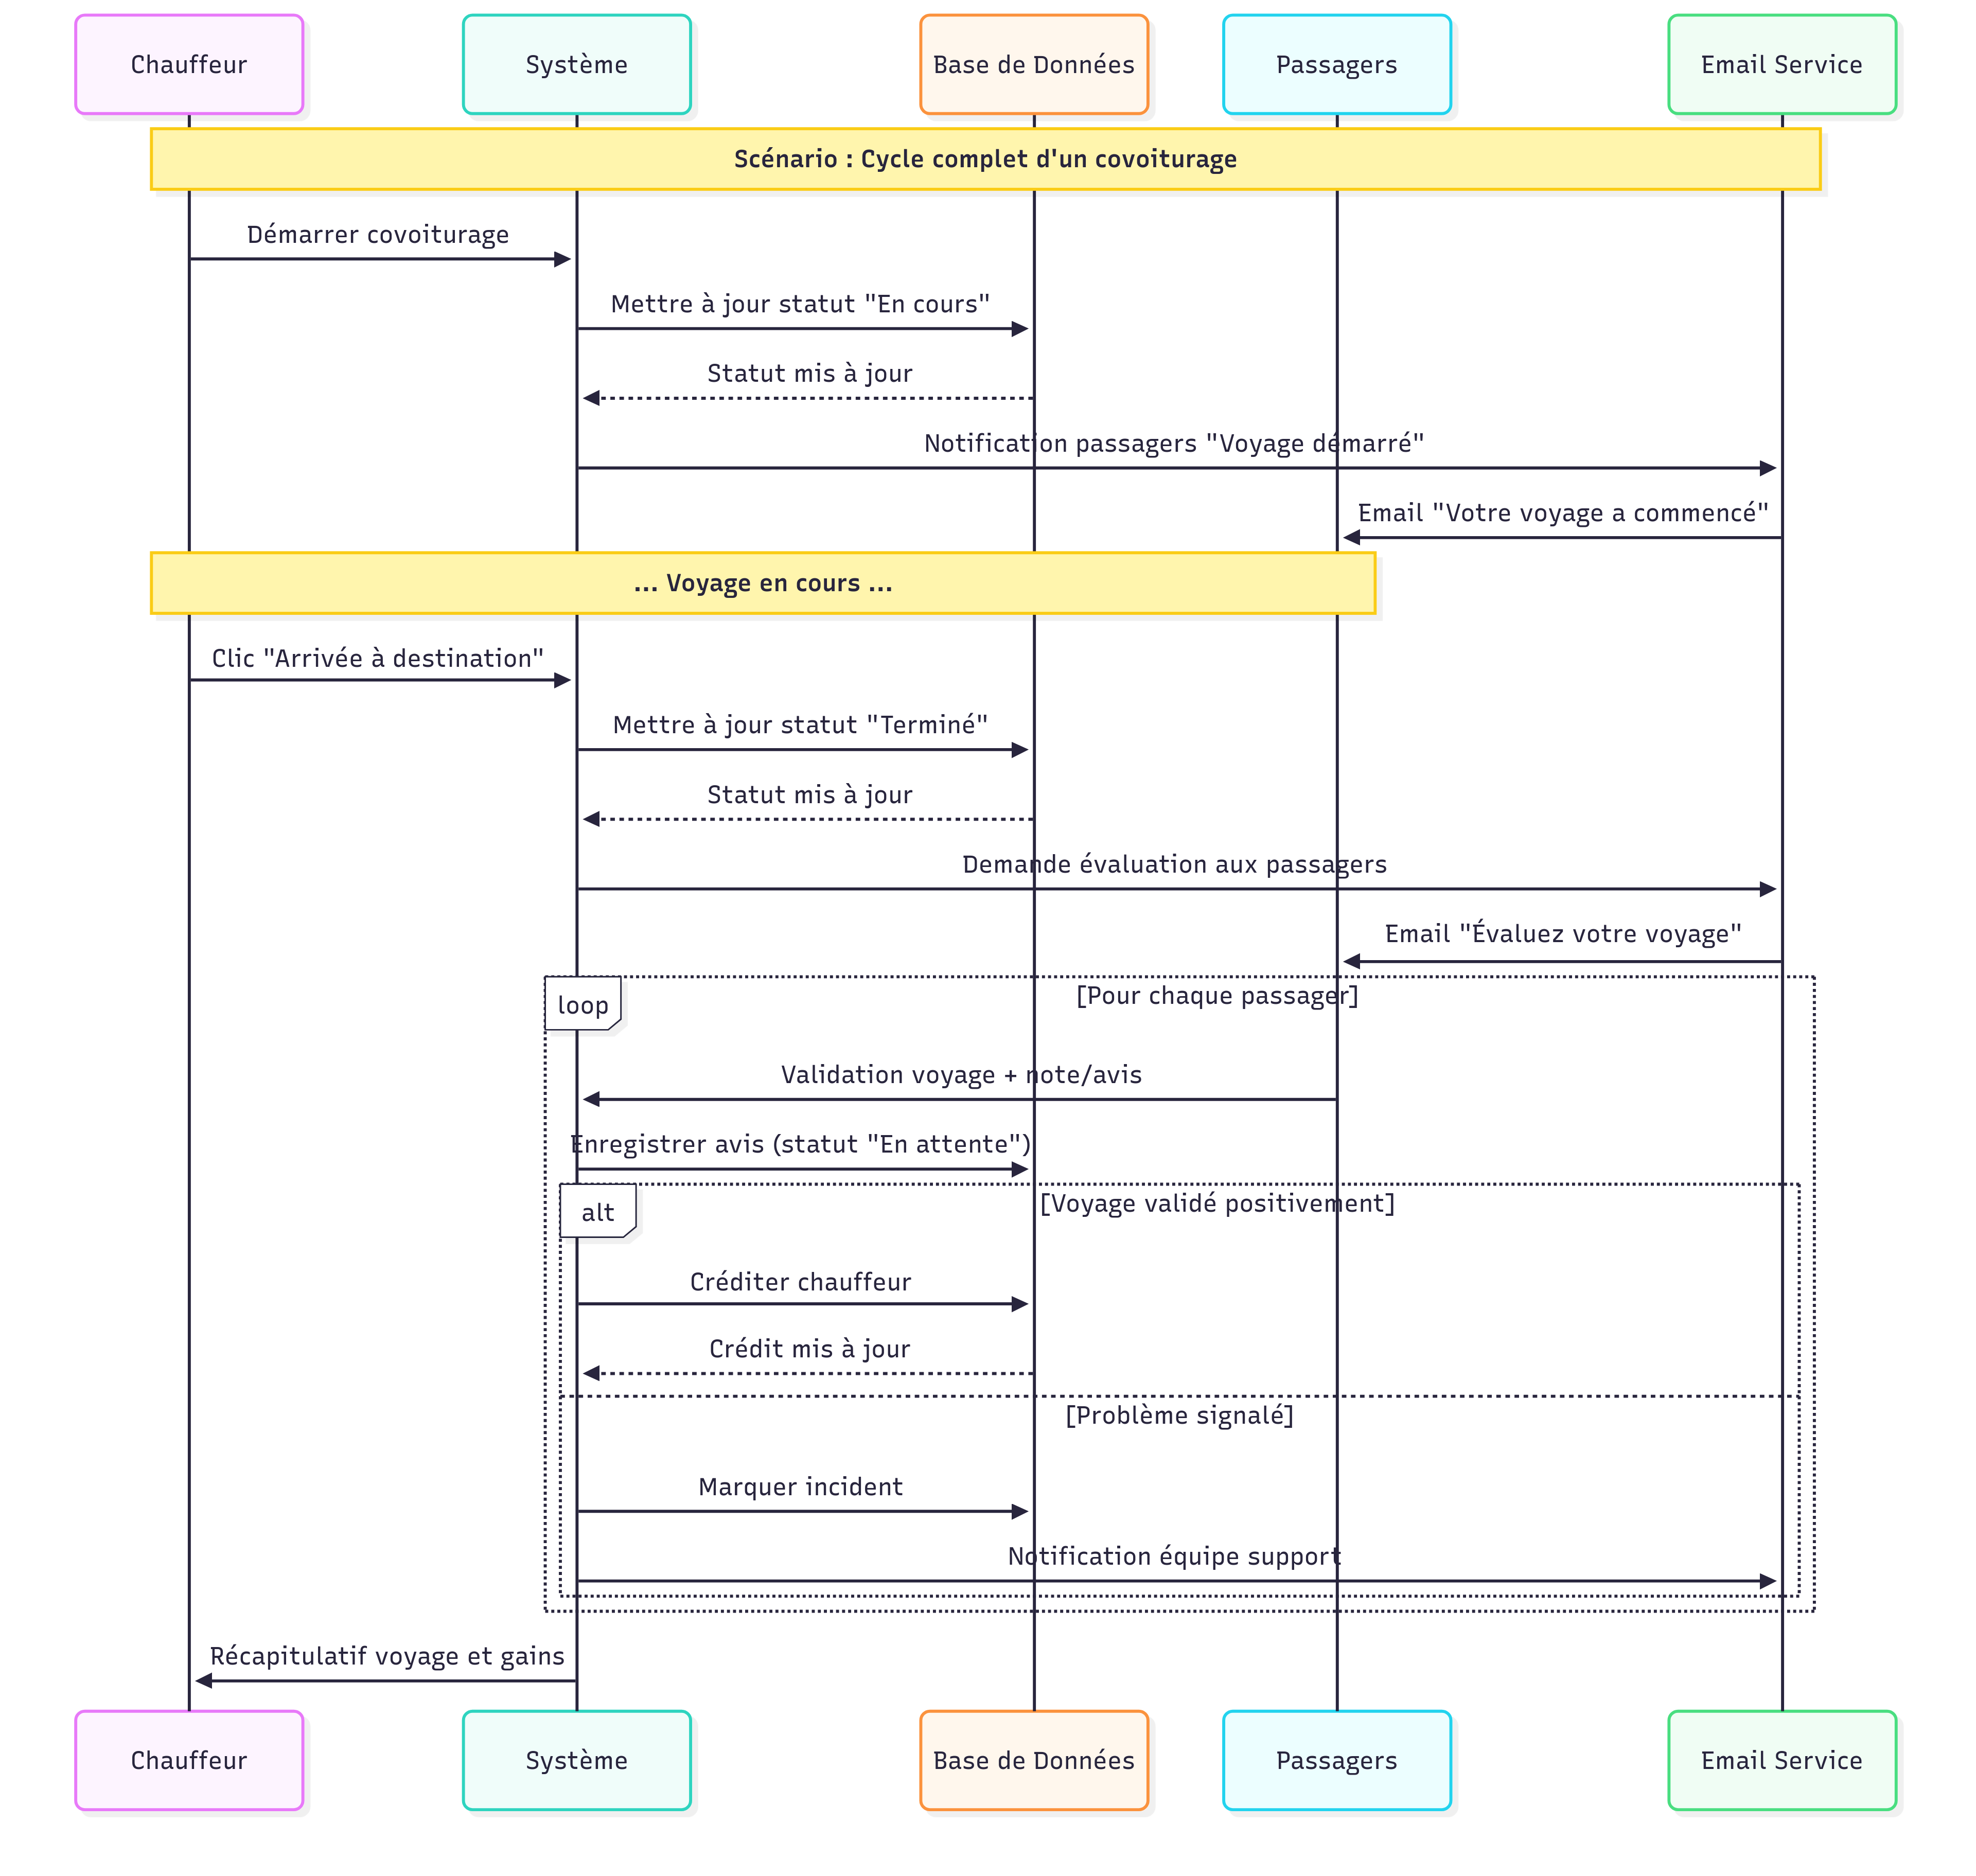 Chauffeur
Système
Base de Données
Passagers
Email Service
Scénario : Cycle complet d'un covoiturage
Démarrer covoiturage
Mettre à jour statut "En cours"
Statut mis à jour
Notification passagers "Voyage démarré"
Email "Votre voyage a commencé"
... Voyage en cours ...
Clic "Arrivée à destination"
Mettre à jour statut "Terminé"
Statut mis à jour
Demande évaluation aux passagers
Email "Évaluez votre voyage"
loop
[Pour chaque passager]
Validation voyage + note/avis
Enregistrer avis (statut "En attente")
alt
[Voyage validé positivement]
Créditer chauffeur
Crédit mis à jour
[Problème signalé]
Marquer incident
Notification équipe support
Récapitulatif voyage et gains
Chauffeur
Système
Base de Données
Passagers
Email Service